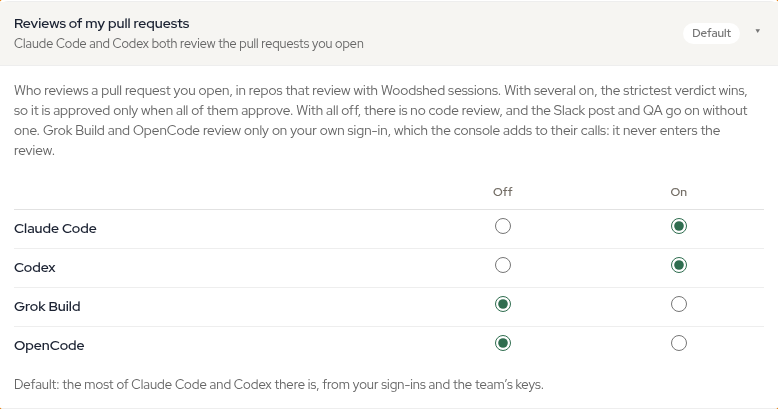 Reviews of my pull requests
Claude Code and Codex both review the pull requests you open
Default
Who reviews a pull request you open, in repos that review with Woodshed sessions. With several on, the strictest verdict wins,
so it is approved only when all of them approve. With all off, there is no code review, and the Slack post and QA go on without
one. Grok Build and OpenCode review only on your own sign-in, which the console adds to their calls: it never enters the
review.
Off On
Claude Code
Codex
Grok Build
OpenCode
Default: the most of Claude Code and Codex there is, from your sign-ins and the team's keys.